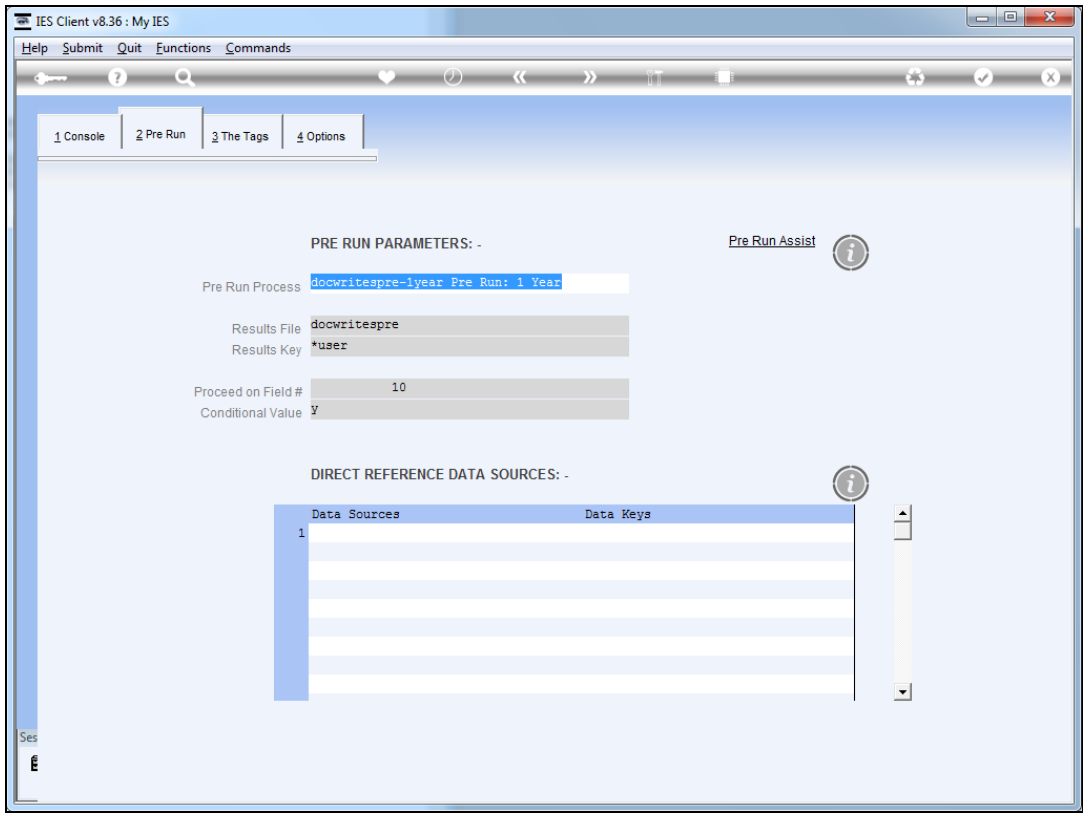 IES Client v8.36 : My IES
Help Submit Quit Functions Commands
1 Console 2 Pre Run 3 The Tags 4 Options
PRE RUN PARAMETERS: -
Pre Run Assist
Pre Run Process docwritespre-1year Pre Run: 1 Year
Results File docwritespre
Results Key *user
Proceed on Field # 10
Conditional Value y
DIRECT REFERENCE DATA SOURCES: -
Data Sources Data Keys
1
Ses